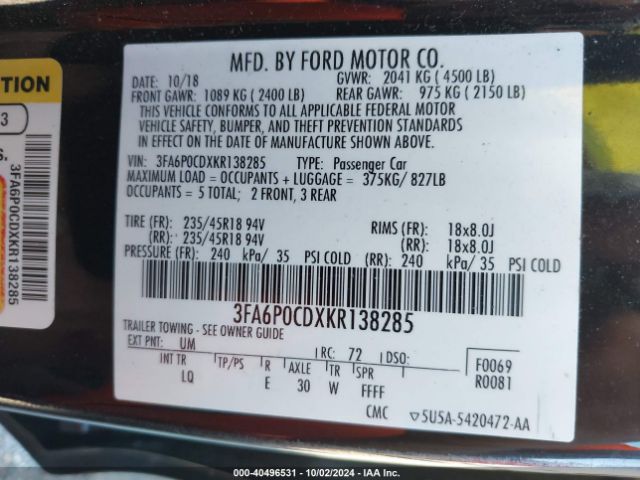 MFD. BY FORD MOTOR CO.
DATE: 10/18 GVWR: 2041 KG ( 4500 LB)
FRONT GAWR: 1089 KG ( 2400 LB) REAR GAWR: 975 KG ( 2150 LB)
THIS VEHICLE CONFORMS TO ALL APPLICABLE FEDERAL MOTOR
VEHICLE SAFETY, BUMPER, AND THEFT PREVENTION STANDARDS
IN EFFECT ON THE DATE OF MANUFACTURE SHOWN ABOVE.
VIN: 3FA6P0CDXKR138285 TYPE: Passenger Car
MAXIMUM LOAD = OCCUPANTS + LUGGAGE = 375KG/ 827LB
OCCUPANTS = 5 TOTAL; 2 FRONT, 3 REAR
TIRE (FR): 235/45R18 94V RIMS (FR): 18x8.0J
(RR): 235/45R18 94V (RR): 18x8.0J
PRESSURE (FR): 240 kPa/ 35 PSI COLD (RR): 240 kPa/ 35 PSI COLD
3FA6P0CDXKR138285
TRAILER TOWING - SEE OWNER GUIDE
EXT PNT: UM RC: 72 DSO: F0069
INT TR TP/PS R AXLE TR SPR R0081
LQ E 30 W FFFF
CMC ▽5U5A-5420472-AA
TION
3
S.
3FA6P0CDXKR138285
000-40496531 - 10/02/2024 - IAA Inc.